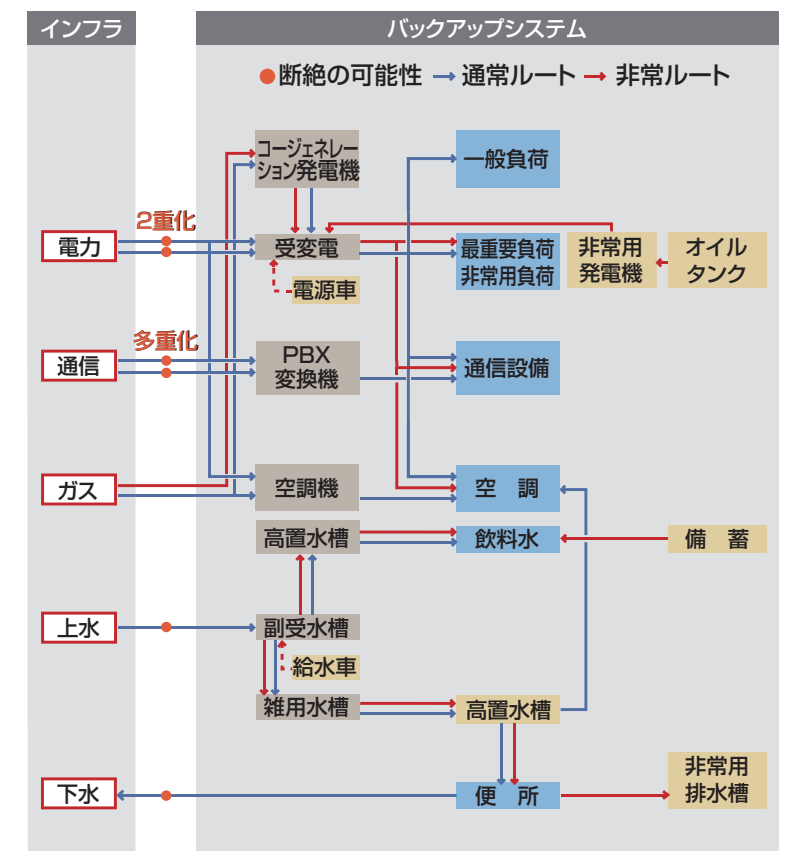 インフラ
バックアップシステム
●断絶の可能性 → 通常ルート → 非常ルート
コージェネレー
ション発電機
一般負荷
2重化
電力
受変電
最重要負荷
非常用負荷
非常用
発電機
オイル
タンク
電源車
多重化
通信
PBX
変換機
通信設備
ガス
空調機
空 調
高置水槽
飲料水
備 蓄
上水
副受水槽
給水車
雑用水槽
高置水槽
下水
便 所
非常用
排水槽